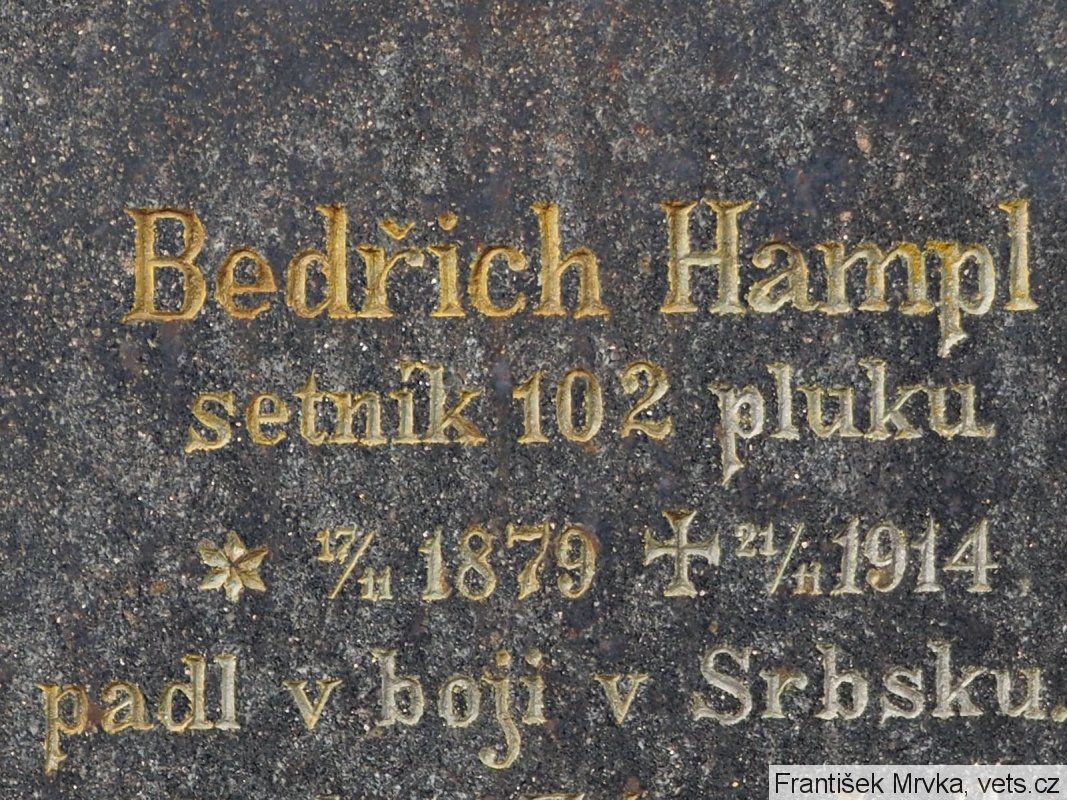 Bedřich Hampl
setník 102 pluku
* 17/11 1879 ✝ 21/11 1914
padl v boji v Srbsku.
František Mrvka, vets.cz